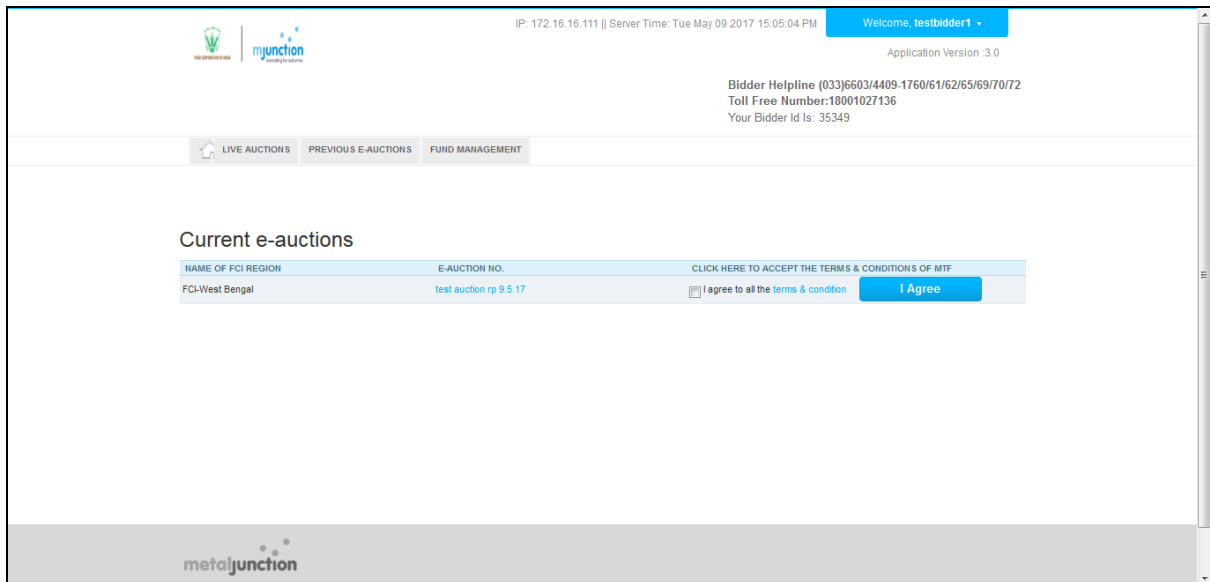 IP: 172.16.16.111 || Server Time: Tue May 09 2017 15:05:04 PM
Welcome, testbidder1
mjunction
Application Version :3.0
Bidder Helpline (033)6603/4409-1760/61/62/65/69/70/72
Toll Free Number:18001027136
Your Bidder Id Is: 35349
LIVE AUCTIONS PREVIOUS E-AUCTIONS FUND MANAGEMENT
Current e-auctions
NAME OF FCI REGION E-AUCTION NO. CLICK HERE TO ACCEPT THE TERMS & CONDITIONS OF MTF
FCI-West Bengal test auction rp 9.5.17 I agree to all the terms & condition I Agree
metaljunction